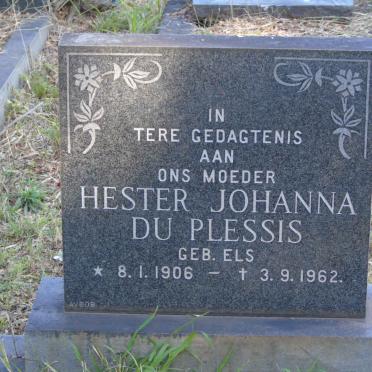 IN
TERE GEDAGTENIS
AAN
ONS MOEDER
HESTER JOHANNA
DU PLESSIS
GEB. ELS
* 8.1.1906 — † 3.9.1962.